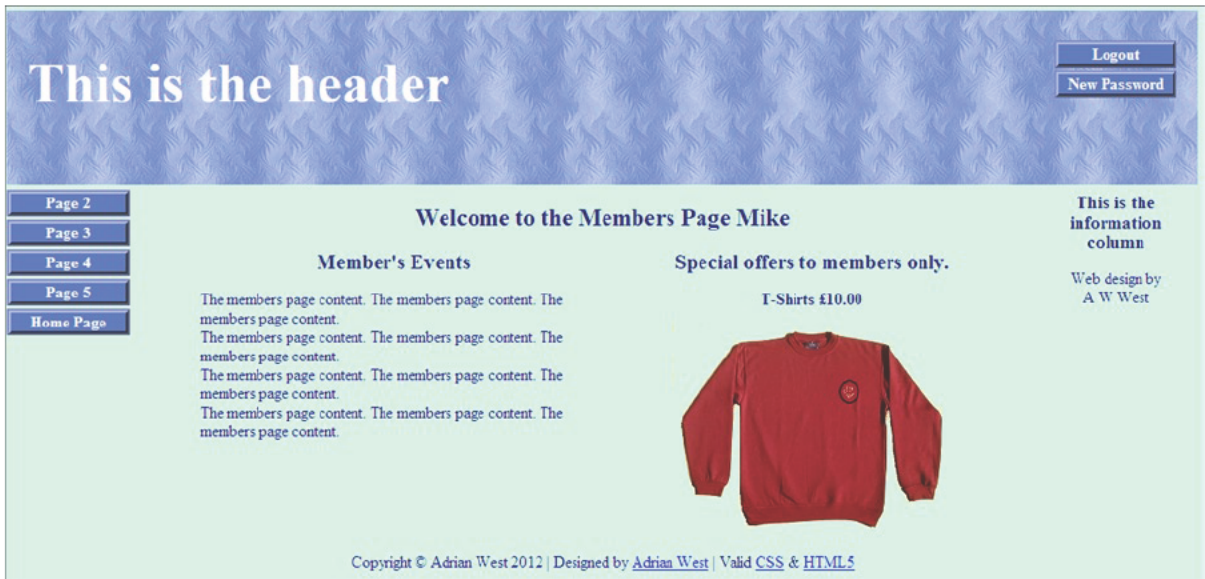 This is the header
Logout
New Password
Page 2
Page 3
Page 4
Page 5
Home Page
Welcome to the Members Page Mike
Member's Events
The members page content. The members page content. The
members page content.
The members page content. The members page content. The
members page content.
The members page content. The members page content. The
members page content.
The members page content. The members page content. The
members page content.
Special offers to members only.
T-Shirts £10.00
This is the
information
column
Web design by
A W West
Copyright © Adrian West 2012 | Designed by Adrian West | Valid CSS & HTML5